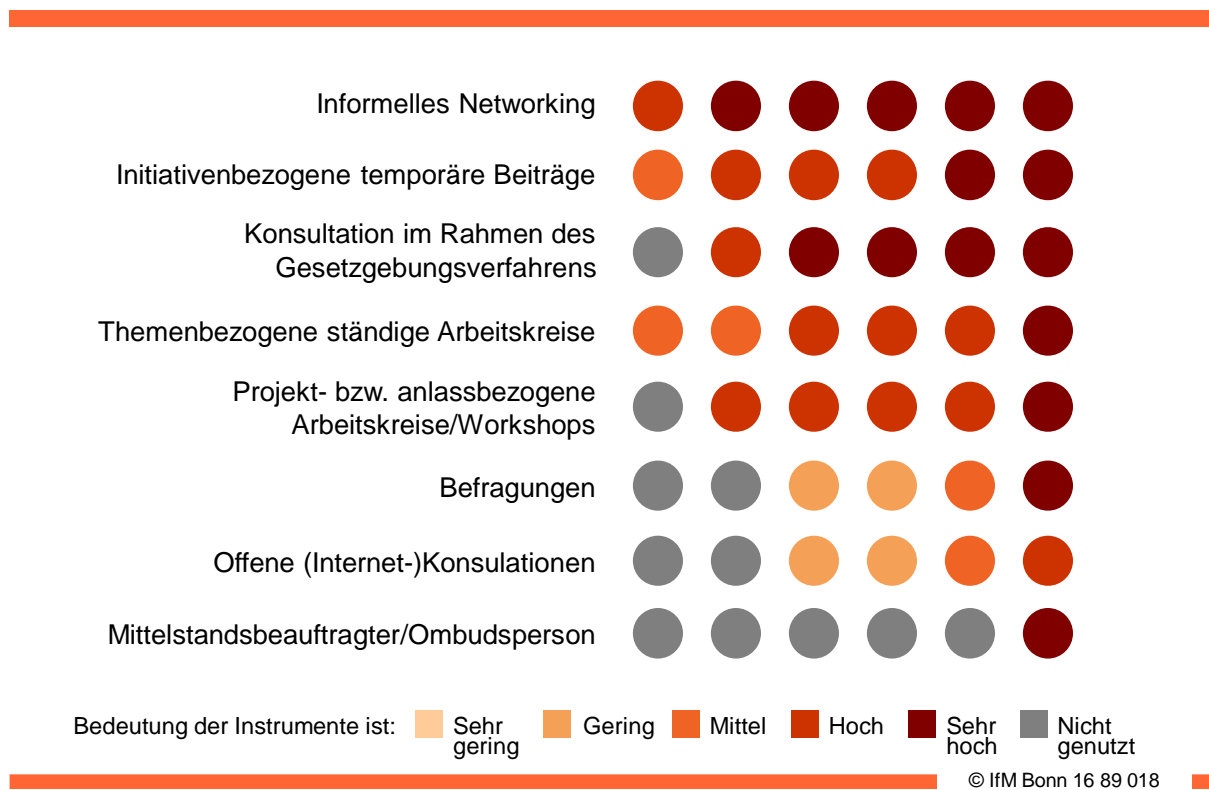 Informelles Networking
Initiativenbezogene temporäre Beiträge
Konsultation im Rahmen des
Gesetzgebungsverfahrens
Themenbezogene ständige Arbeitskreise
Projekt- bzw. anlassbezogene
Arbeitskreise/Workshops
Befragungen
Offene (Internet-)Konsulationen
Mittelstandsbeauftragter/Ombudsperson
Bedeutung der Instrumente ist:
Sehr
gering
Gering
Mittel
Hoch
Sehr
hoch
Nicht
genutzt
© IfM Bonn 16 89 018